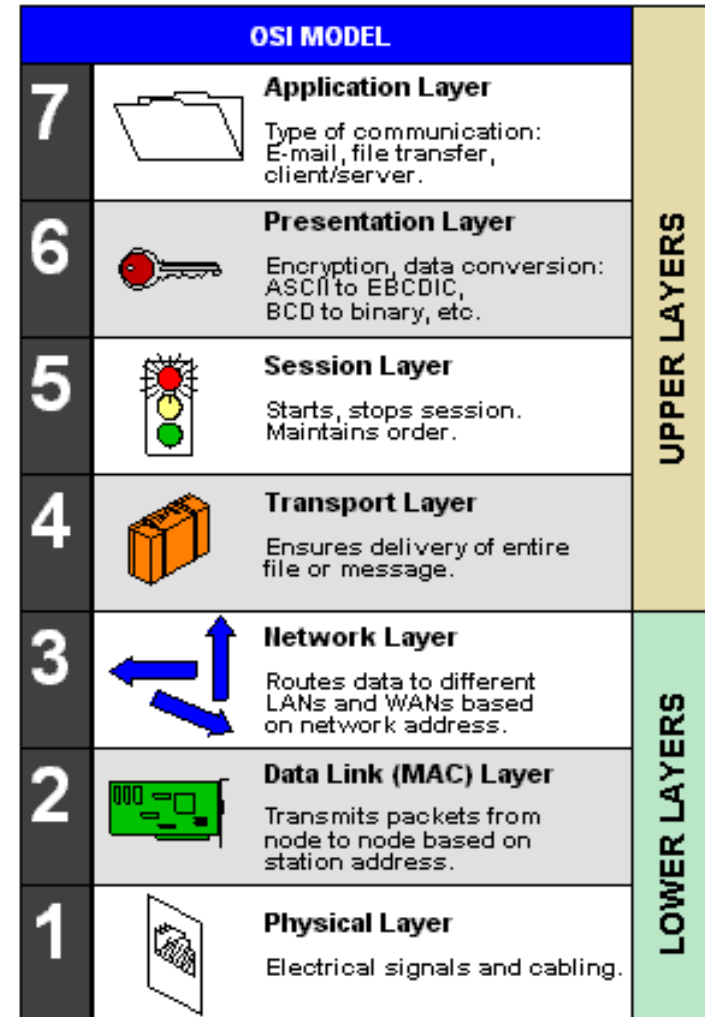 OSI MODEL
7
Application Layer
Type of communication:
E-mail, file transfer,
client/server.
6
Presentation Layer
Encryption, data conversion:
ASCII to EBCDIC,
BCD to binary, etc.
5
Session Layer
Starts, stops session.
Maintains order.
4
Transport Layer
Ensures delivery of entire
file or message.
UPPER LAYERS
3
Network Layer
Routes data to different
LANs and WANs based
on network address.
2
Data Link (MAC) Layer
Transmits packets from
node to node based on
station address.
1
Physical Layer
Electrical signals and cabling.
LOWER LAYERS